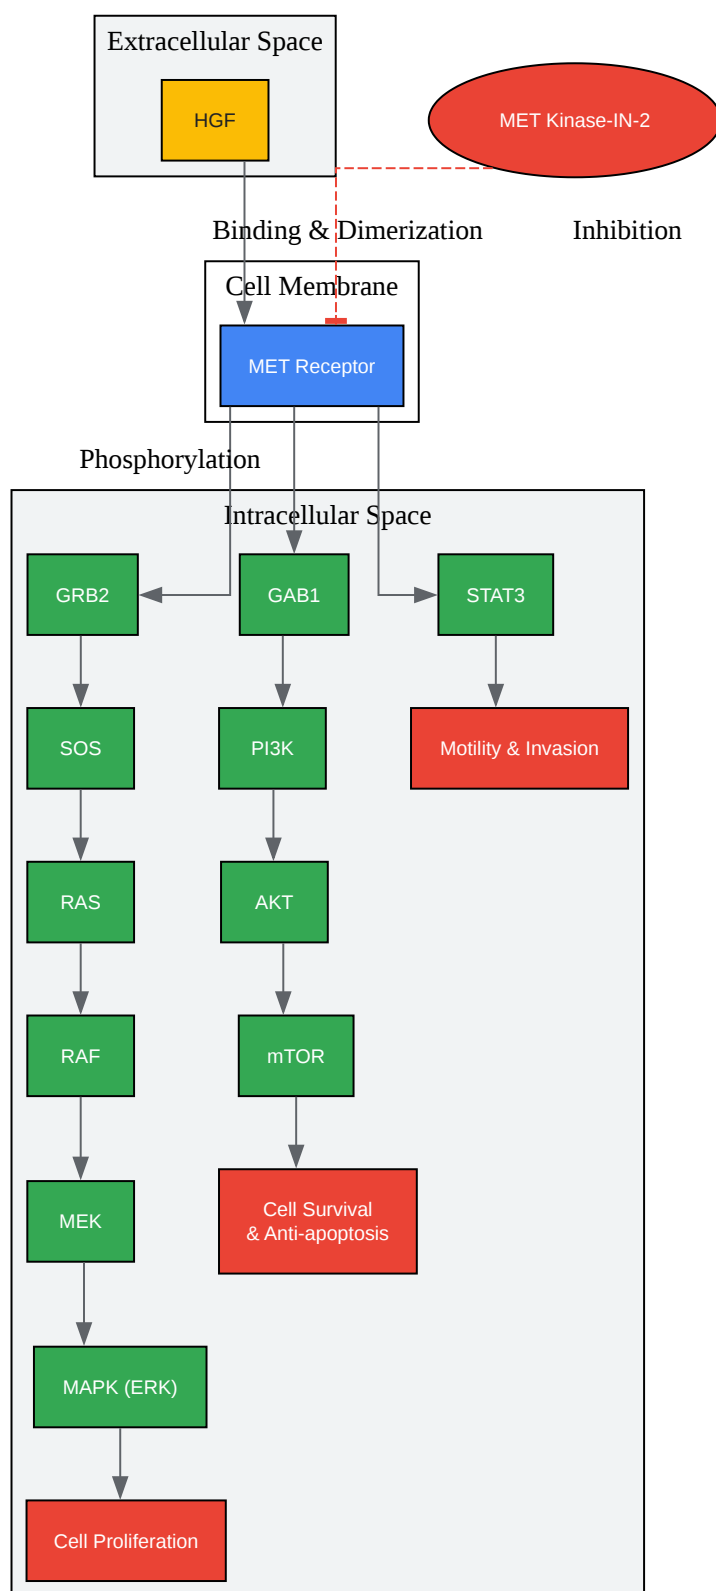 Extracellular Space
HGF
MET Kinase-IN-2
Binding & Dimerization
Inhibition
Cell Membrane
MET Receptor
Phosphorylation
Intracellular Space
GRB2
GAB1
STAT3
SOS
PI3K
Motility & Invasion
RAS
AKT
RAF
mTOR
MEK
Cell Survival
& Anti-apoptosis
MAPK (ERK)
Cell Proliferation